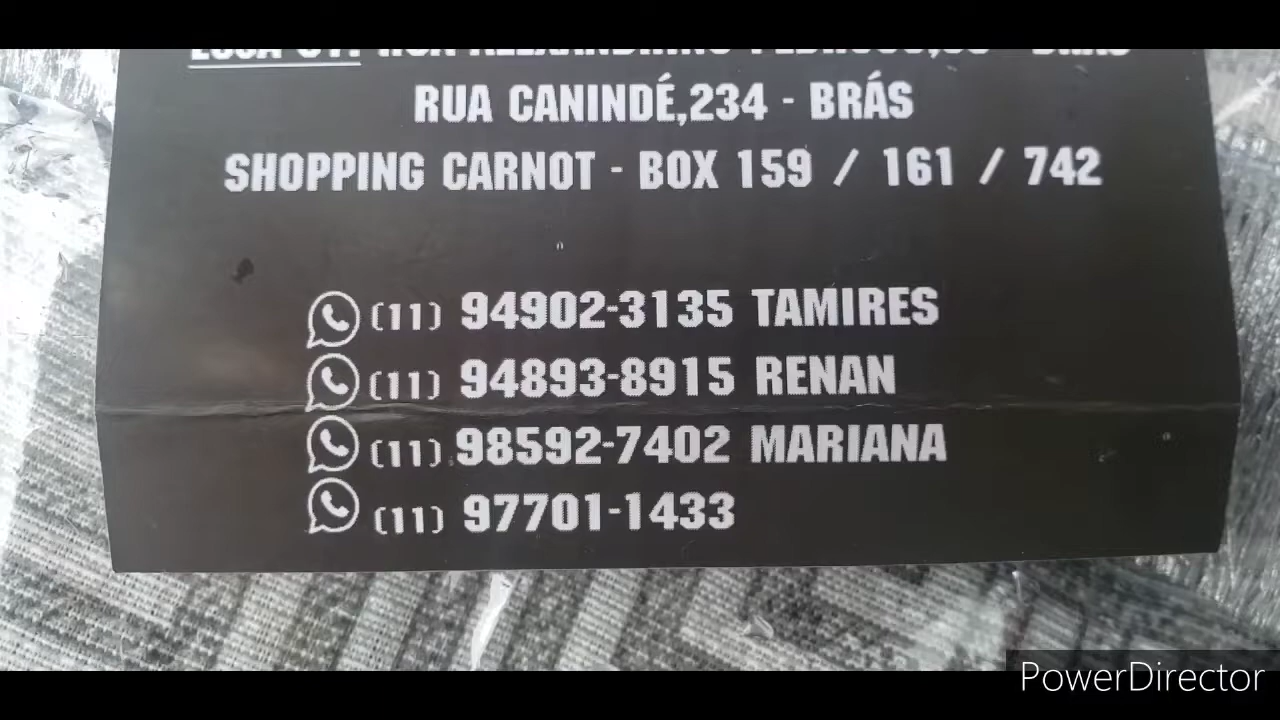 RUA CANINDÉ,234 - BRÁS
SHOPPING CARNOT - BOX 159 / 161 / 742
(11) 94902-3135 TAMIRES
(11) 94893-8915 RENAN
(11) 98592-7402 MARIANA
(11) 97701-1433
PowerDirector